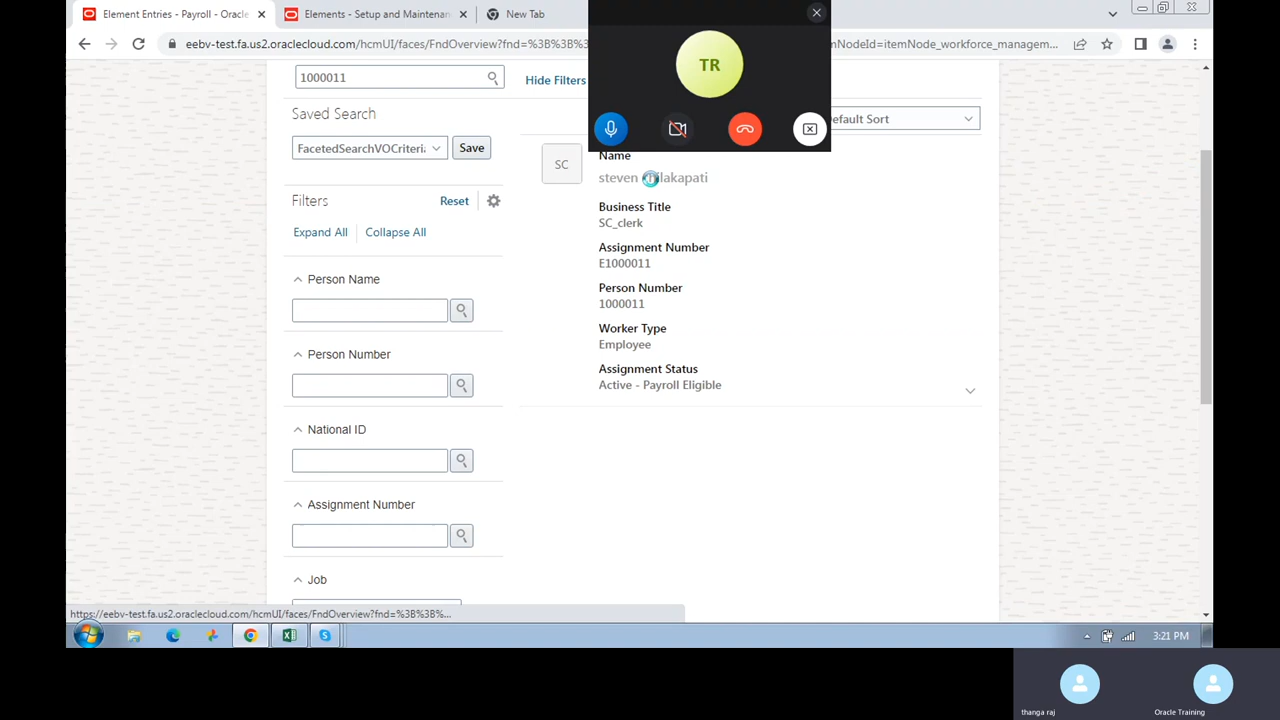 Element Entries - Payroll - Oracle
Elements - Setup and Maintenan
New Tab
eebv-test.fa.us2.oraclecloud.com/hcmUI/faces/FndOverview?fnd=%3B%3B%
mNodeId=itemNode_workforce_managem...
TR
1000011
Hide Filters
Saved Search
efault Sort
FacetedSearchVOCriteri
Save
SC
Name
steven
lakapati
Filters
Reset
Business Title
SC_clerk
Expand All
Collapse All
Assignment Number
E1000011
Person Name
Person Number
1000011
Worker Type
Employee
Person Number
Assignment Status
Active - Payroll Eligible
National ID
Assignment Number
Job
https://eebv-test.fa.us2.oraclecloud.com/hcmUI/faces/FndOverview?fnd=%3B%3B%...
3:21 PM
thanga raj
Oracle Training